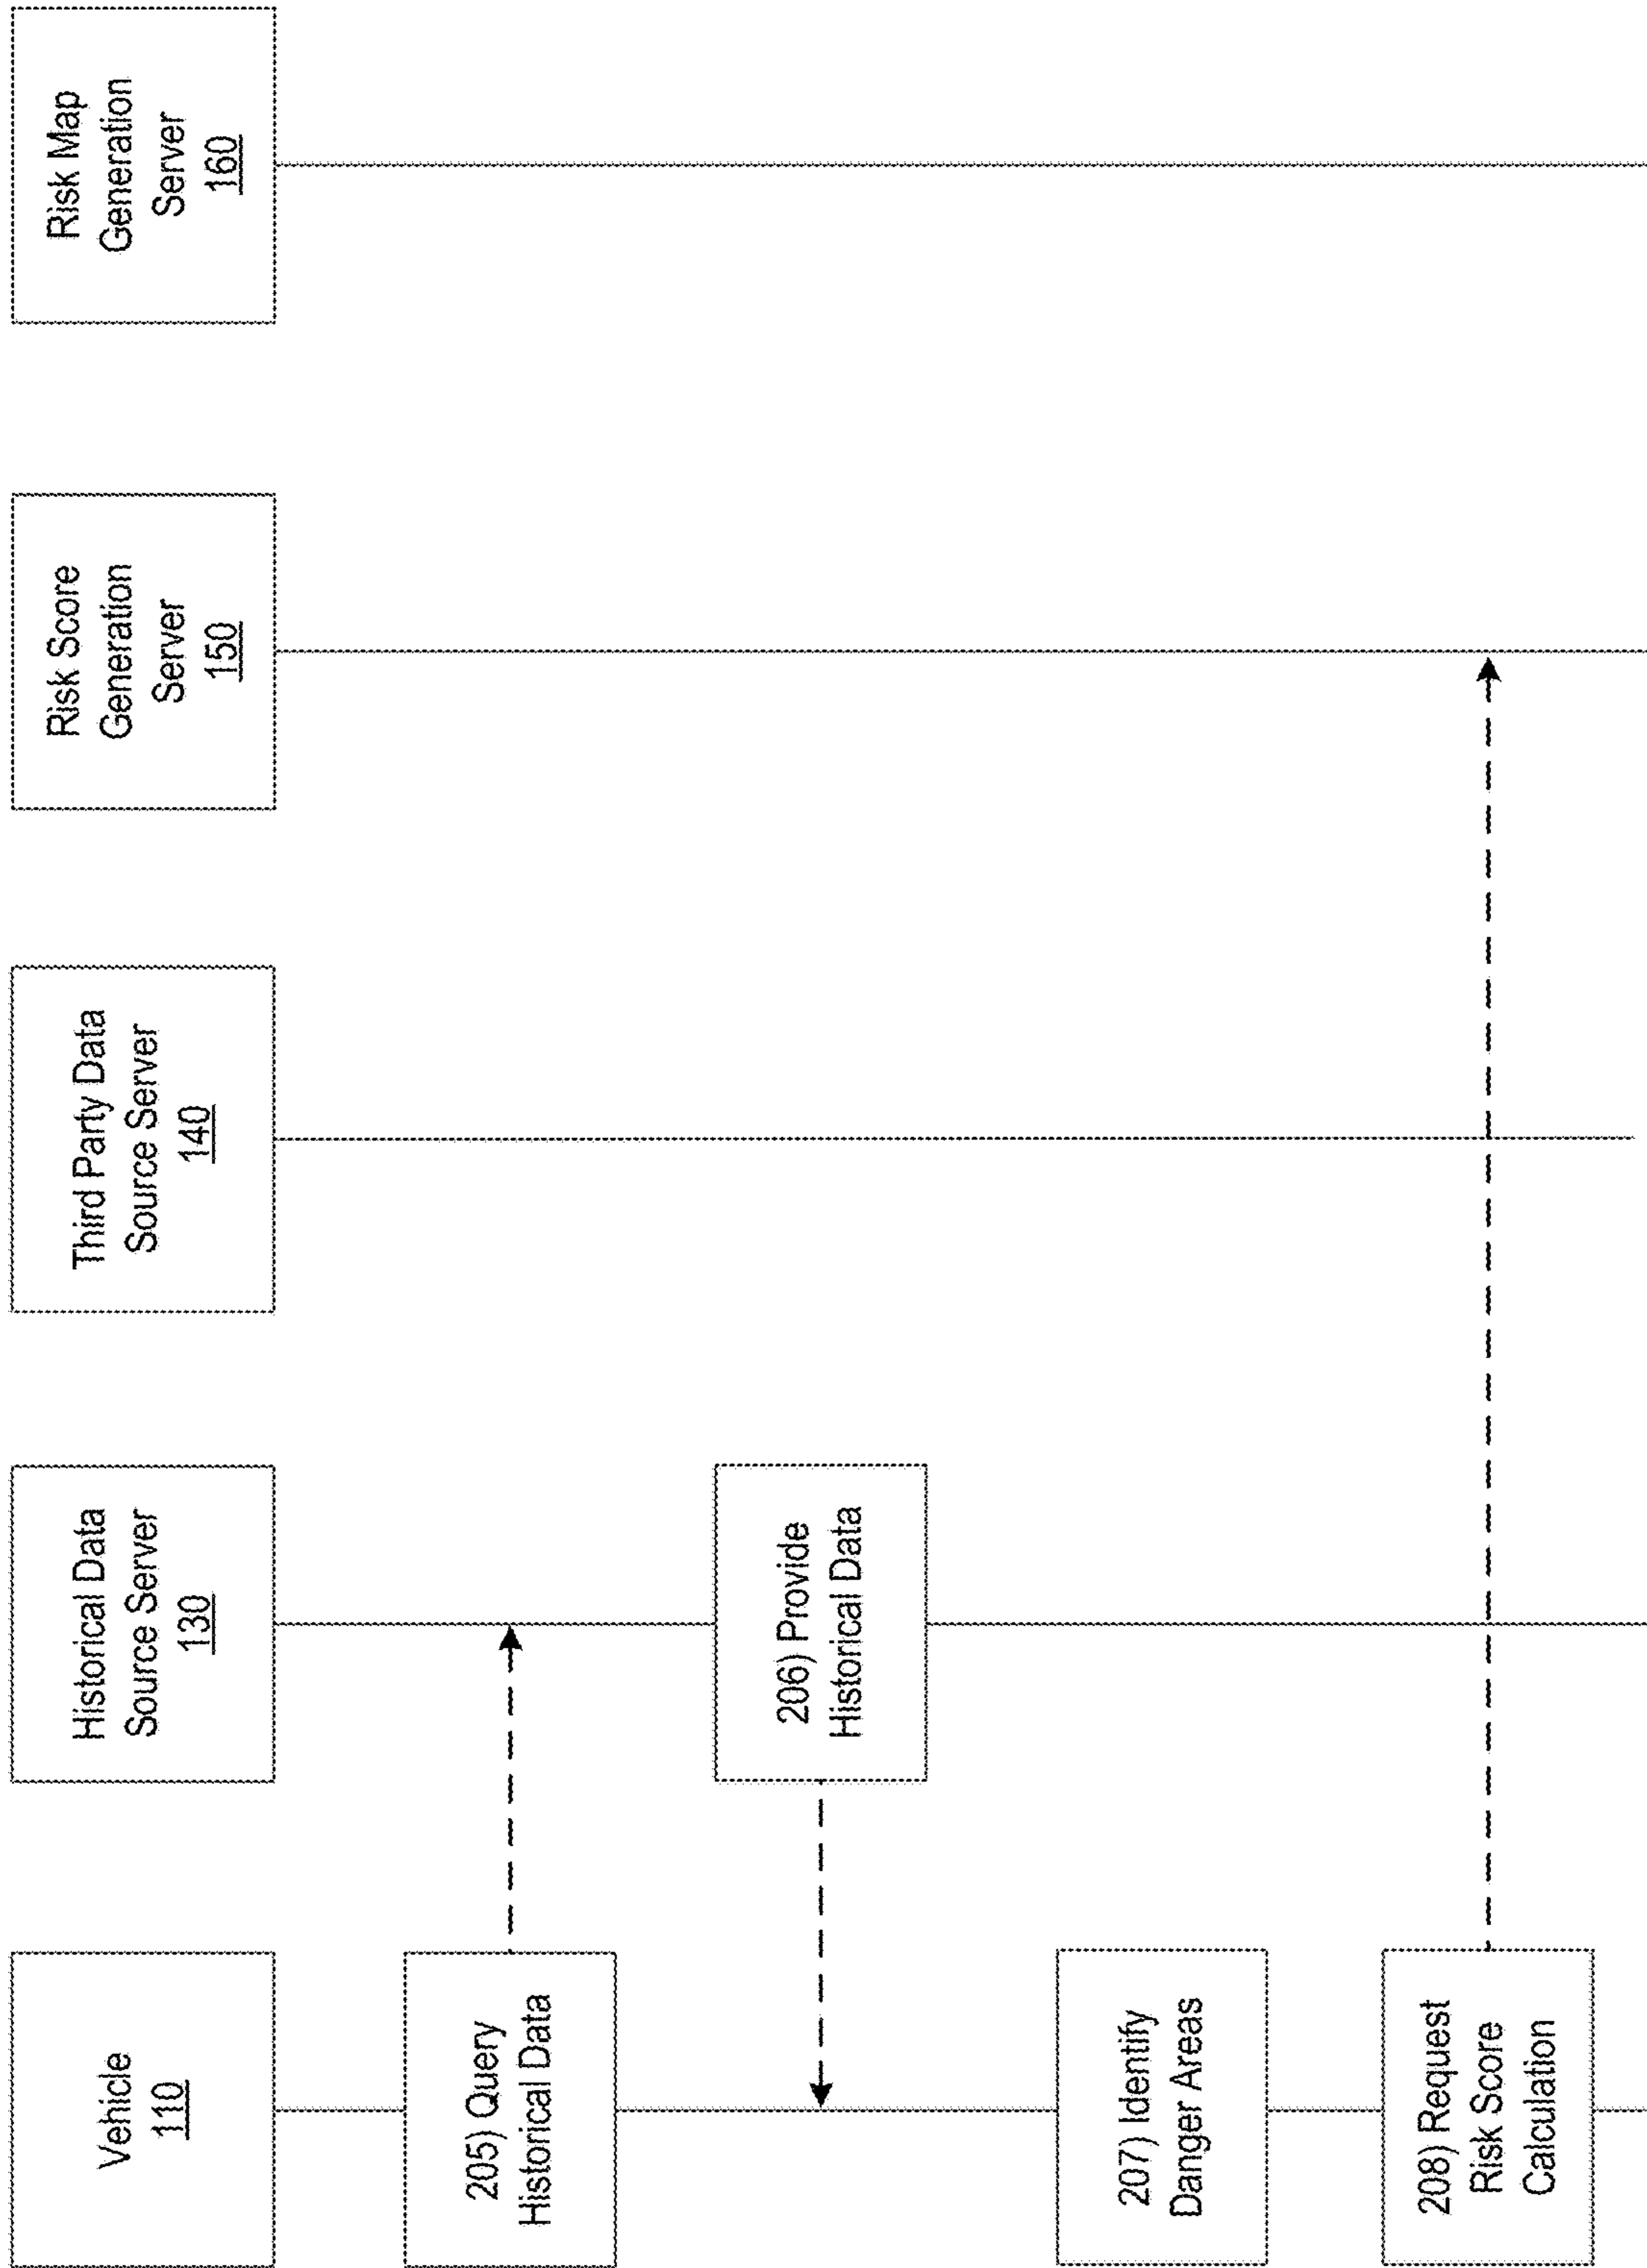 Vehicle
110
Historical Data
Source Server
130
Third Party Data
Source Server
140
Risk Score
Generation
Server
150
Risk Map
Generation
Server
160
205) Query
Historical Data
206) Provide
Historical Data
207) Identify
Danger Areas
208) Request
Risk Score
Calculation